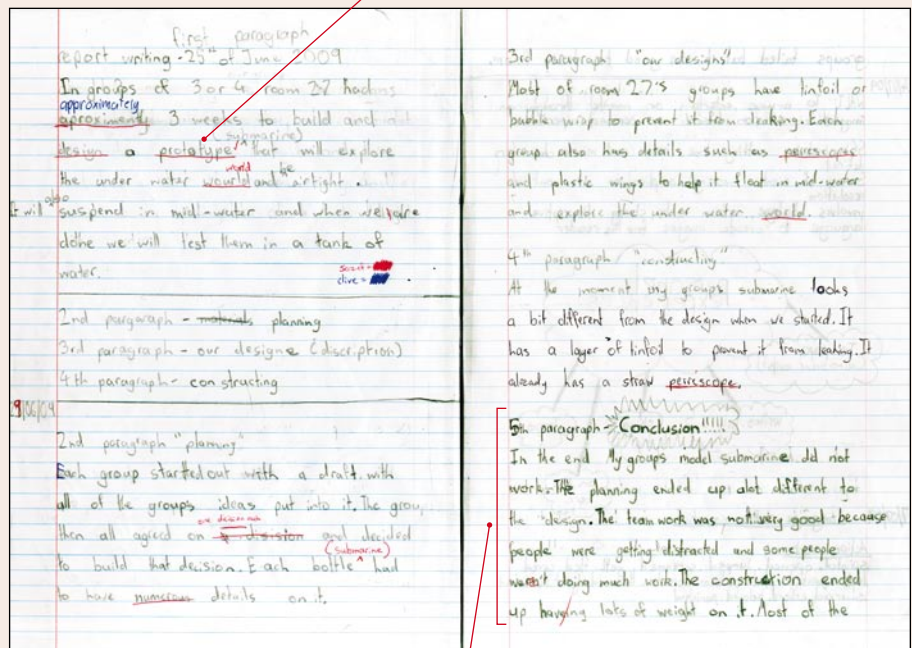 first paragraph
report writing - 25th of June 2009
In groups of 3 or 4 room 27 had
approximately
aproximently 3 weeks to build and
(submarine)
design a prototype ^ that will explore
world be
the under water wourld and airtight.
It will also suspend in mid-water and when we are
done we will test them in a tank of
water.
scient =
clive =
2nd pargaraph - materials planning
3rd paragraph - our designe (discription)
4th paragraph - constructing
29/06/09
2nd paragraph "planning"
Each group started out with a draft with
all of the groups ideas put into it. The grou
then all agreed on a disision and decided
(submarine)
to build that decision. Each bottle ^ had
to have numerous details on it.
3rd paragraph "our designs"
Most of room 27's groups have tinfoil or
bubble wrap to prevent it from leaking. Each
group also has details such as periscopes
and plastic wings to help it float in mid-water
and explore the under water world.
4th paragraph "constructing"
At the moment my groups submarine looks
a bit different from the design when we started. It
has a layer of tinfoil to prevent it from leaking. It
already has a straw periscope.
5th paragraph - Conclusion!!!!!
In the end My groups model submarine did not
work. The planning ended up alot different to
the design. The team work was not very good because
people were getting distracted and some people
weren't doing much work. The construction ended
up having lots of weight on it. Most of the